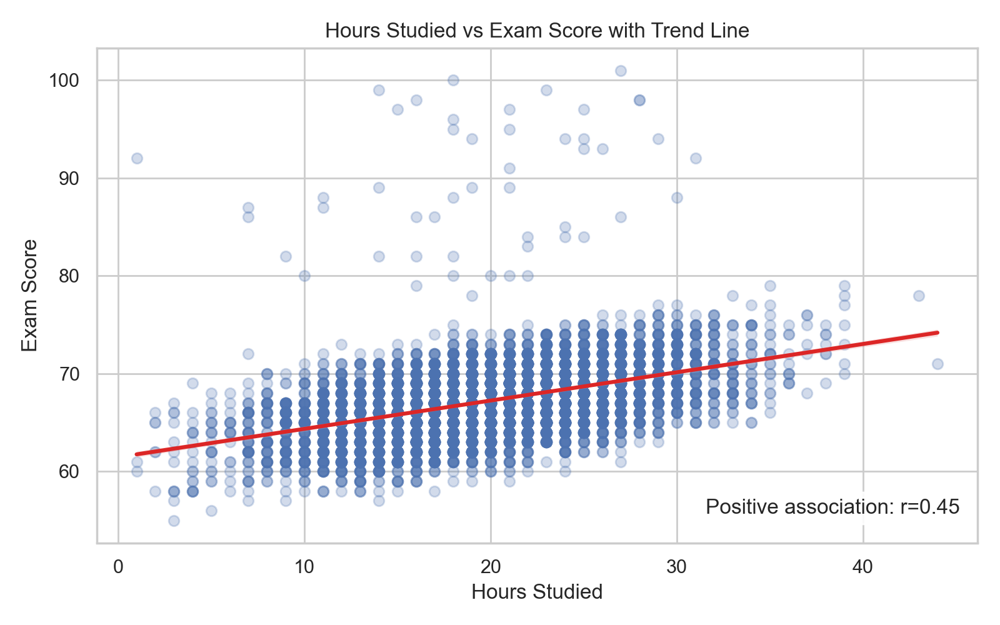 Hours Studied vs Exam Score with Trend Line
Exam Score
100
90
80
70
60
Positive association: r=0.45
0 10 20 30 40
Hours Studied